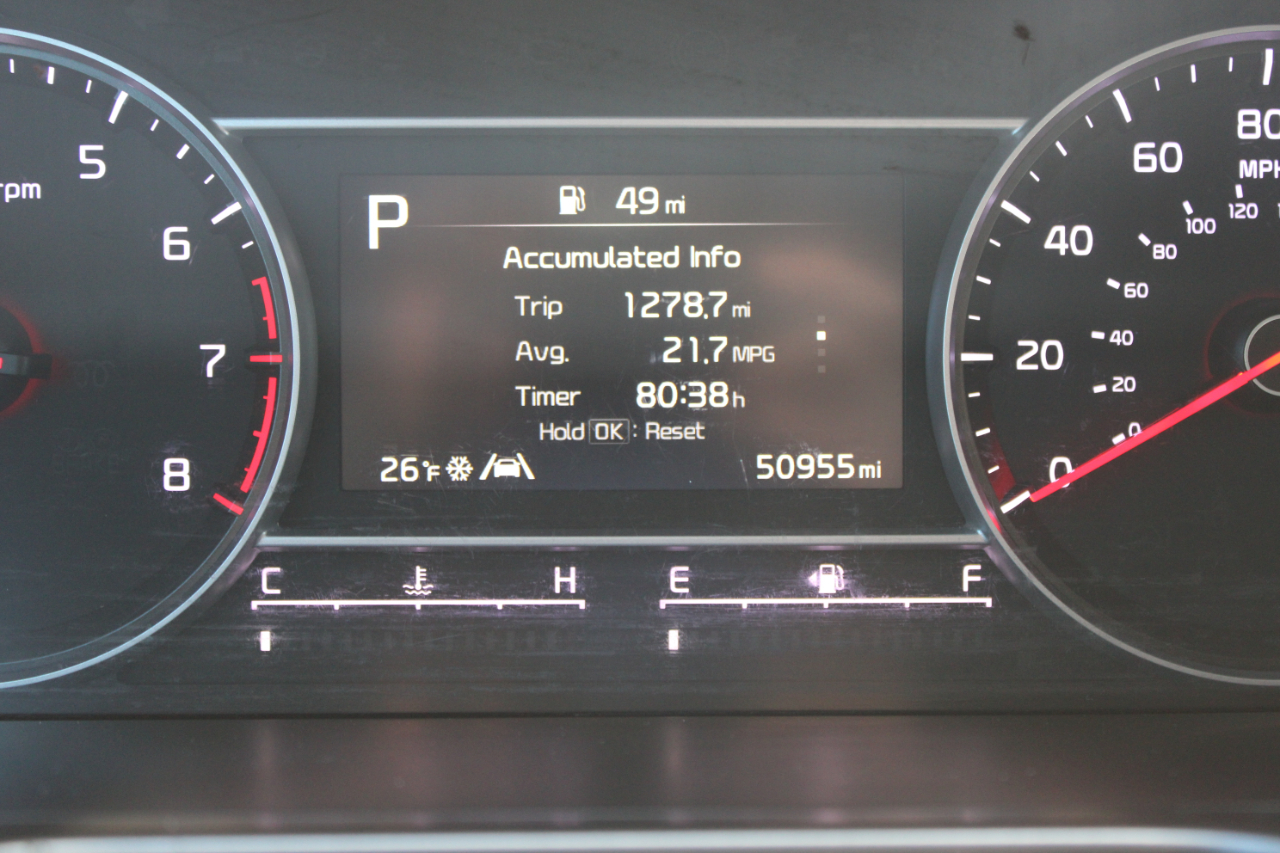 rpm
5
6
7
8
P
49 mi
Accumulated Info
Trip 1278.7 mi
Avg. 21.7 MPG
Timer 80:38 h
Hold OK : Reset
26°F
50955 mi
C H
E F
80
MPH
60
40
20
0
120
100
80
60
40
20
0